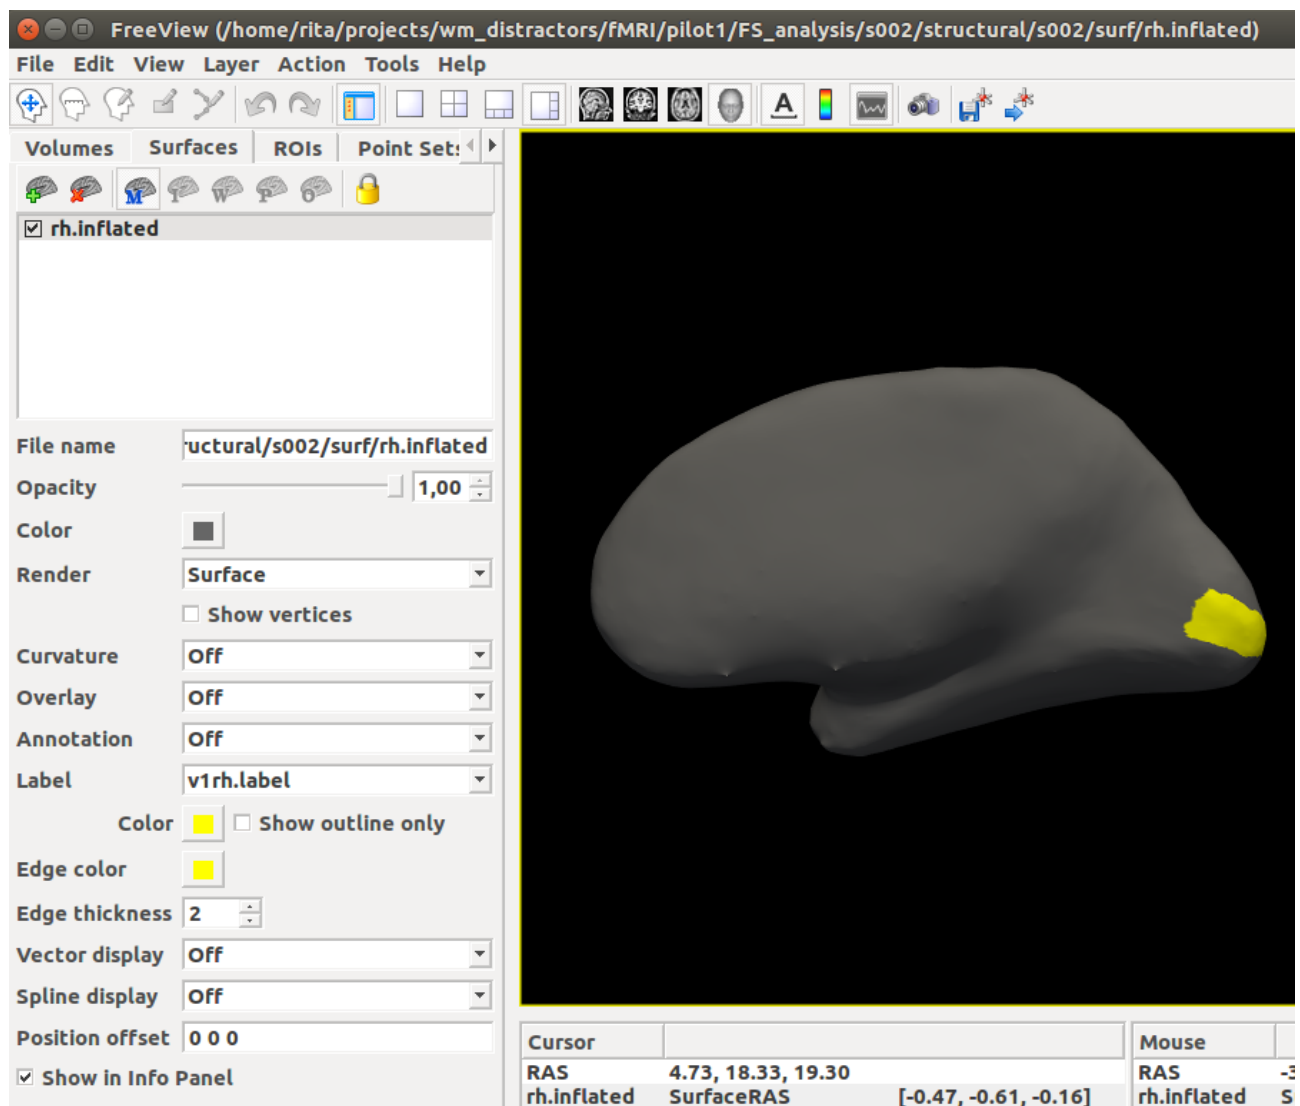 FreeView (/home/rita/projects/wm_distractors/fMRI/pilot1/FS_analysis/s002/structural/s002/surf/rh.inflated)
File Edit View Layer Action Tools Help
Volumes Surfaces ROIs Point Set
rh.inflated
File name ructural/s002/surf/rh.inflated
Opacity 1,00
Color
Render Surface
Show vertices
Curvature Off
Overlay Off
Annotation Off
Label v1rh.label
Color Show outline only
Edge color
Edge thickness 2
Vector display Off
Spline display Off
Position offset 0 0 0
Show in Info Panel
Cursor Mouse
RAS 4.73, 18.33, 19.30 RAS
rh.inflated SurfaceRAS [-0.47, -0.61, -0.16] rh.inflated